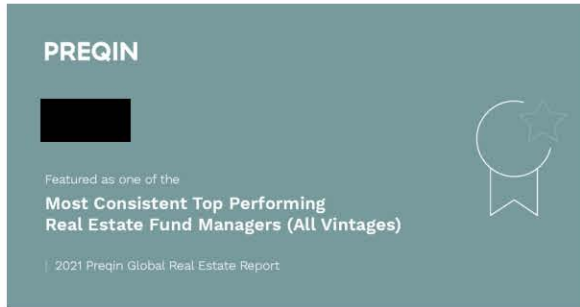 PREQIN
Featured as one of the
Most Consistent Top Performing
Real Estate Fund Managers (All Vintages)
| 2021 Preqin Global Real Estate Report